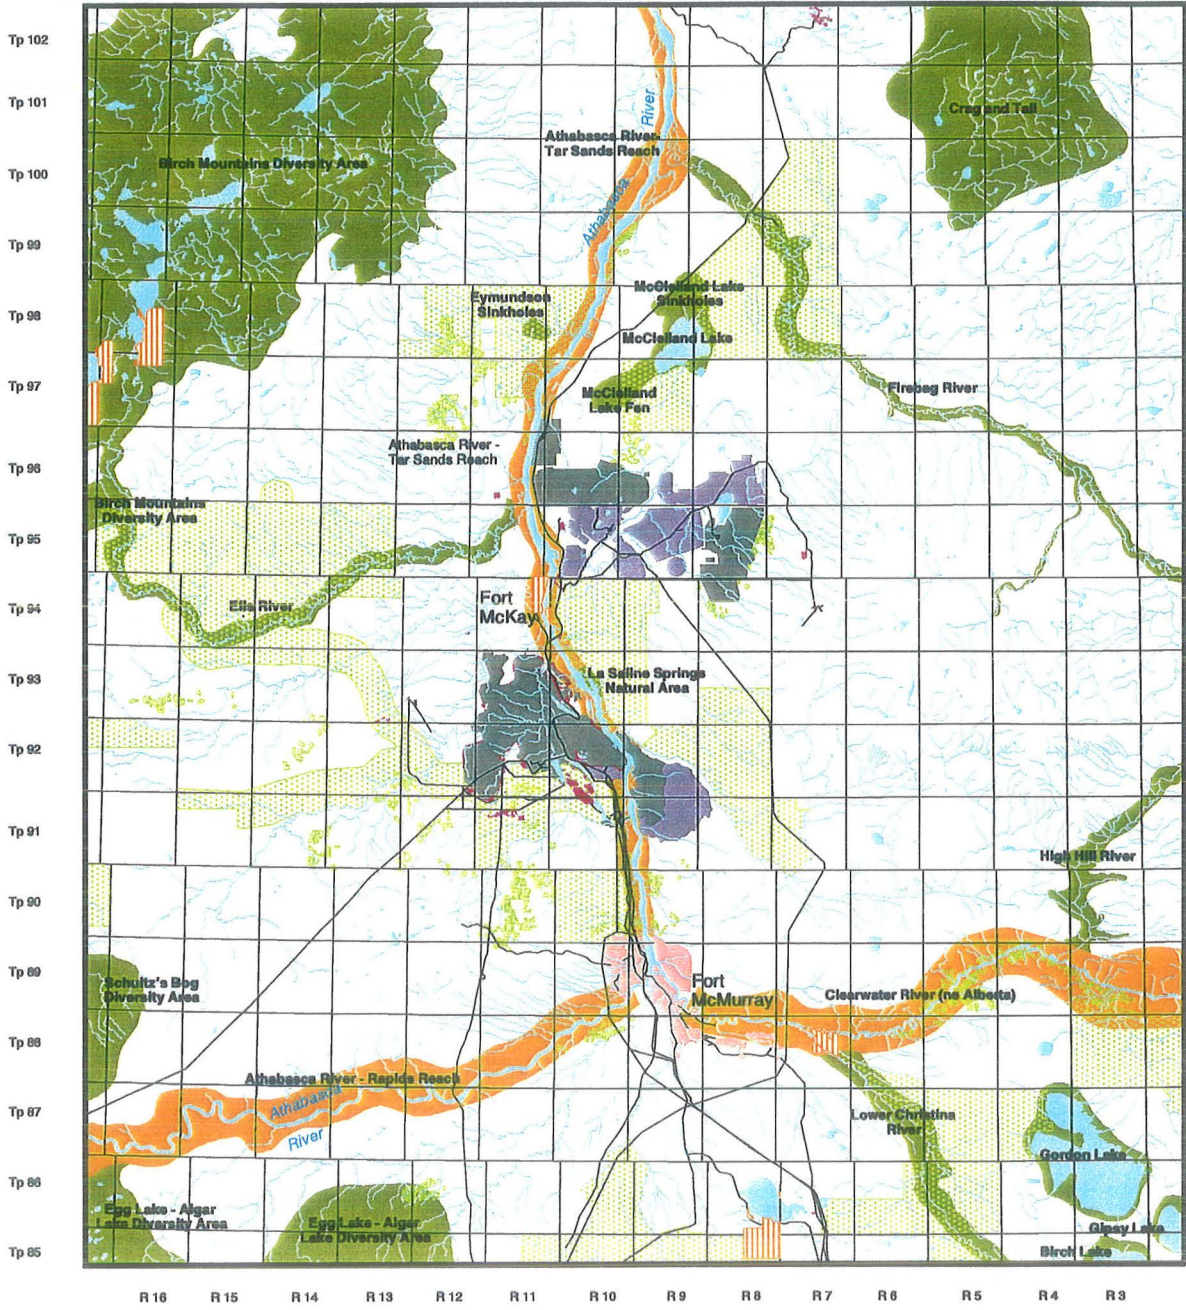 Tp 102
Tp 101
Crag and Tail
River
Athabasca River-
Tar Sands Reach
Birch Mountains Diversity Area
Tp 100
Athabasca
Tp 99
McClelland Lake
Sinkholes
Eymundson
Sinkholes
Tp 98
McClelland Lake
Tp 97
Firebag River
McClelland
Lake Fen
Athabasca River -
Tar Sands Reach
Tp 96
Birch Mountains
Diversity Area
Tp 95
Fort
McKay
Ells River
Tp 94
La Saline Springs
Natural Area
Tp 93
Tp 92
Tp 91
High Hill River
Tp 90
Tp 89
Schultz's Bog
Diversity Area
Fort
McMurray
Clearwater River (ne Alberta)
Tp 88
Athabasca River - Rapids Reach
Athabasca
River
Tp 87
Lower Christina
River
Gordon Lake
Tp 86
Egg Lake - Algar
Lake Diversity Area
Egg Lake - Algar
Lake Diversity Area
Gipsy Lake
Birch Lake
Tp 85
R 16 R 15 R 14 R 13 R 12 R 11 R 10 R 9 R 8 R 7 R 6 R 5 R 4 R 3